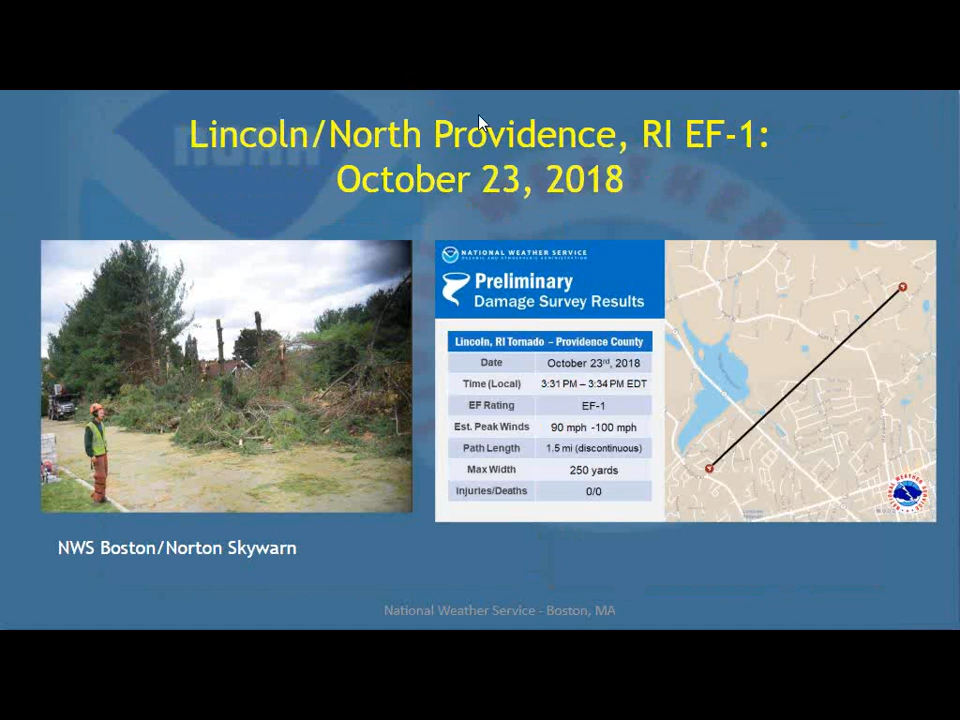 Lincoln/North Providence, RI EF-1:
October 23, 2018
NATIONAL WEATHER SERVICE
Preliminary
Damage Survey Results
Lincoln, RI Tornado – Providence County
Date October 23rd, 2018
Time (Local) 3:31 PM – 3:34 PM EDT
EF Rating EF-1
Est. Peak Winds 90 mph -100 mph
Path Length 1.5 mi (discontinuous)
Max Width 250 yards
Injuries/Deaths 0/0
NATIONAL WEATHER SERVICE
NWS Boston/Norton Skywarn
National Weather Service - Boston, MA